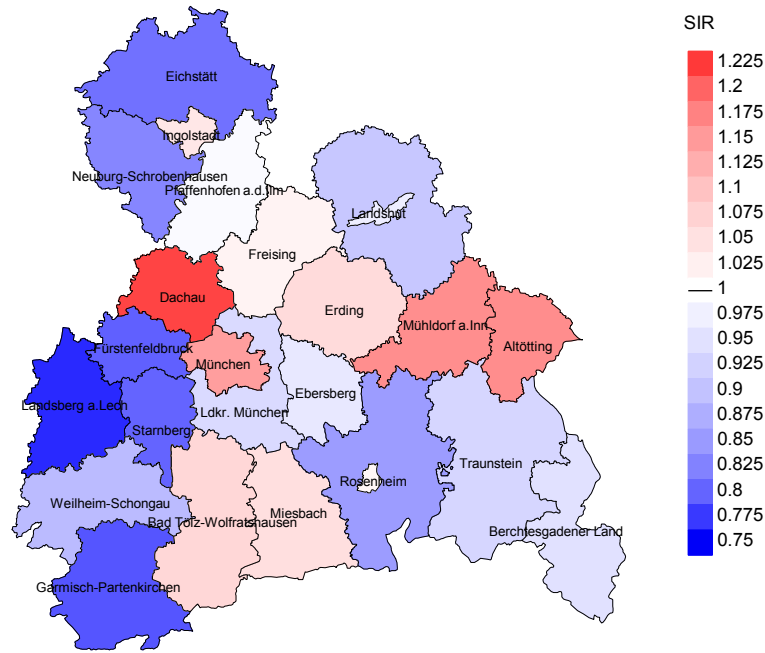 SIR
1.225
1.2
1.175
1.15
1.125
1.1
1.075
1.05
1.025
1
0.975
0.95
0.925
0.9
0.875
0.85
0.825
0.8
0.775
0.75
Eichstätt
Ingolstadt
Neuburg-Schrobenhausen
Pfaffenhofen a.d.Ilm
Landshut
Freising
Dachau
Erding
Mühldorf a.Inn
Altötting
Fürstenfeldbruck
München
Ebersberg
Landsberg a.Lech
Ldkr. München
Starnberg
Traunstein
Rosenheim
Weilheim-Schongau
Miesbach
Bad Tölz-Wolfratshausen
Berchtesgadener Land
Garmisch-Partenkirchen